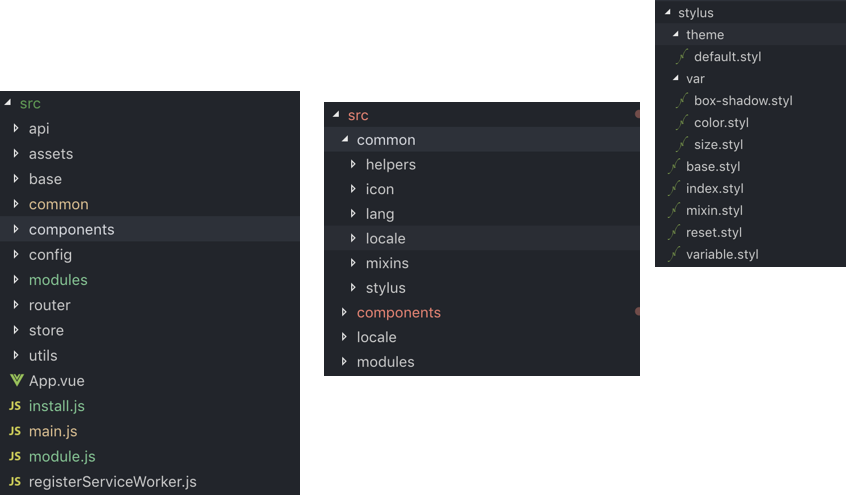 src
api
assets
base
common
components
config
modules
router
store
utils
App.vue
JS install.js
JS main.js
JS module.js
JS registerServiceWorker.js
src
common
helpers
icon
lang
locale
mixins
stylus
components
locale
modules
stylus
theme
default.styl
var
box-shadow.styl
color.styl
size.styl
base.styl
index.styl
mixin.styl
reset.styl
variable.styl